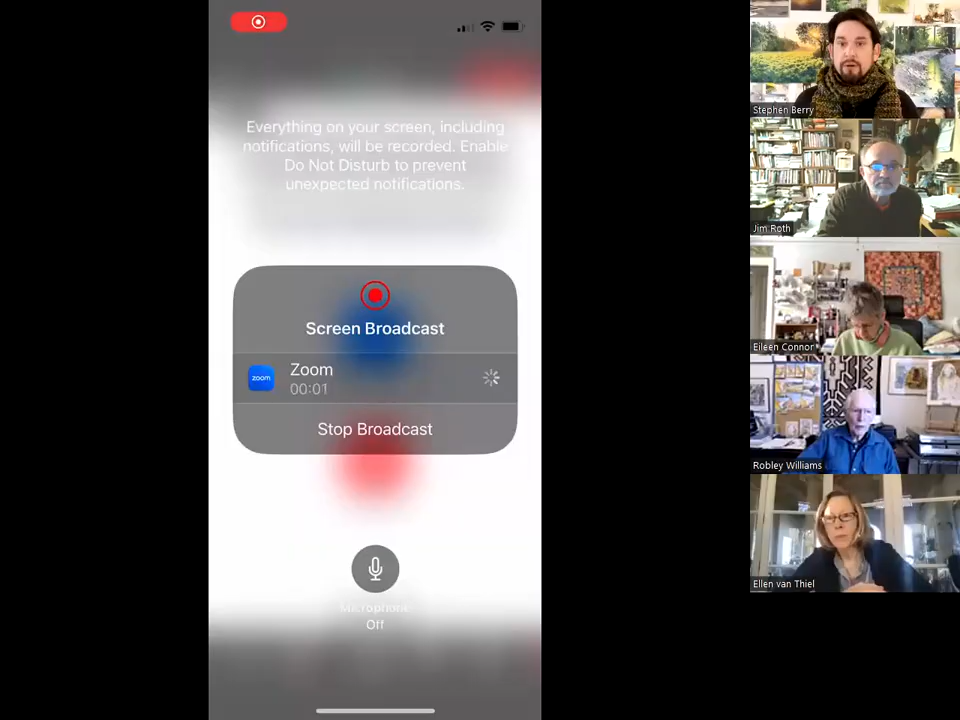 Everything on your screen, including
notifications, will be recorded. Enable
Do Not Disturb to prevent
unexpected notifications.
Screen Broadcast
zoom
Zoom
00:01
Stop Broadcast
Microphone
Off
Stephen Berry
Jim Roth
Eileen Connor
Robley Williams
Ellen van Thiel